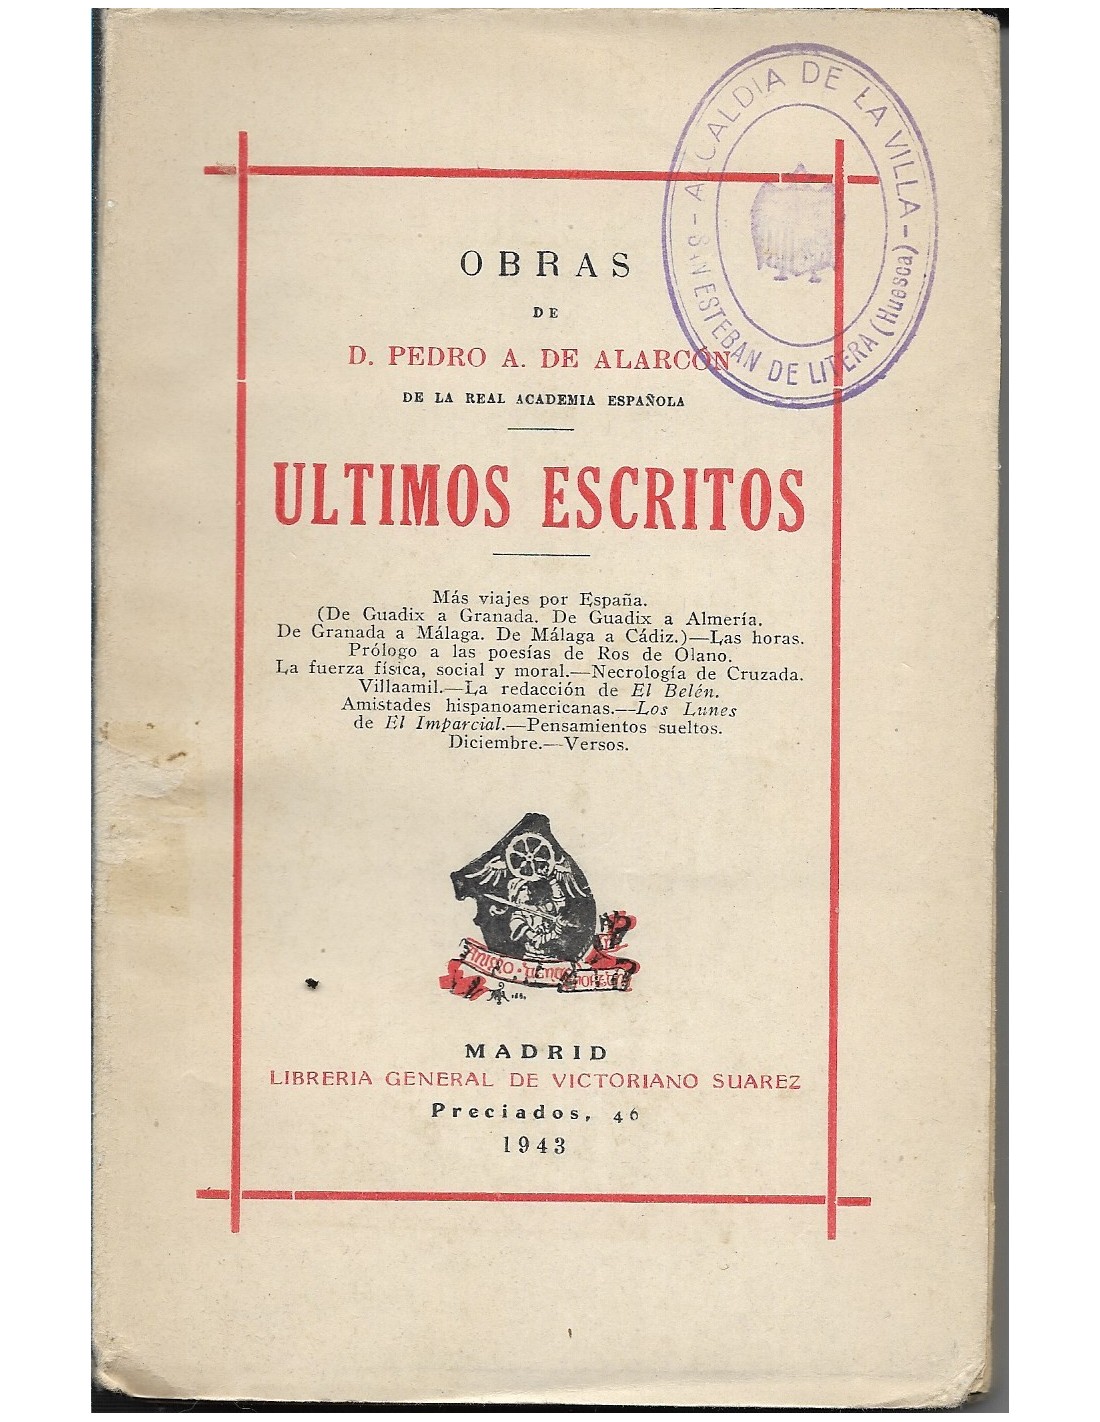 ALCALDIA DE LA VILLA
SAN ESTEBAN DE LITERA (Huesca)
OBRAS
DE
D. PEDRO A. DE ALARCÓN
DE LA REAL ACADEMIA ESPAÑOLA
ULTIMOS ESCRITOS
Más viajes por España.
(De Guadix a Granada. De Guadix a Almería.
De Granada a Málaga. De Málaga a Cádiz.)—Las horas.
Prólogo a las poesías de Ros de Olano.
La fuerza física, social y moral.—Necrología de Cruzada.
Villaamil.—La redacción de El Belén.
Amistades hispanoamericanas.—Los Lunes
de El Imparcial.—Pensamientos sueltos.
Diciembre.—Versos.
MADRID
LIBRERIA GENERAL DE VICTORIANO SUAREZ
Preciados, 46
1943